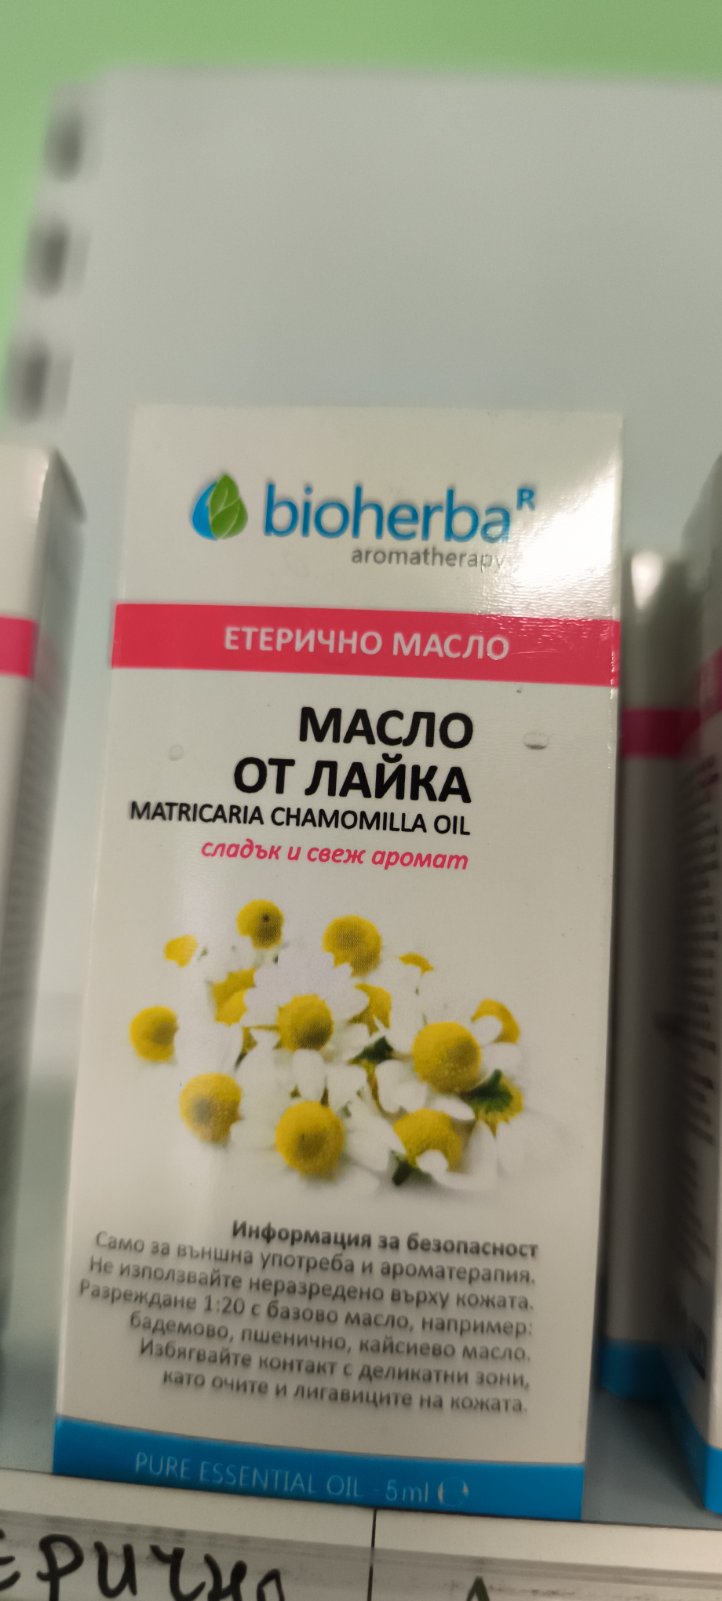 bioherba R
aromatherapy
ЕТЕРИЧНО МАСЛО
МАСЛО
ОТ ЛАЙКА
MATRICARIA CHAMOMILLA OIL
сладък и свеж аромат
Информация за безопасност
Само за външна употреба и ароматерапия.
Не използвайте неразредено върху кожата.
Разреждане 1:20 с базово масло, например:
бадемово, пшенично, кайсиево масло.
Избягвайте контакт с деликатни зони,
като очите и лигавиците на кожата.
PURE ESSENTIAL OIL - 5ml ℮